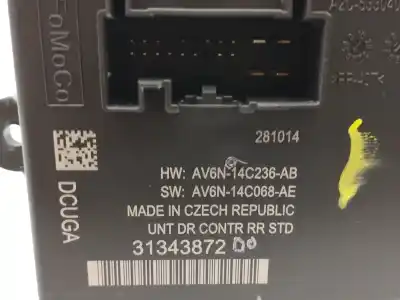 FoMoCo
281014
HW: AV6N-14C236-AB
SW: AV6N-14C068-AE
MADE IN CZECH REPUBLIC
UNT DR CONTR RR STD
31343872
DCUGA